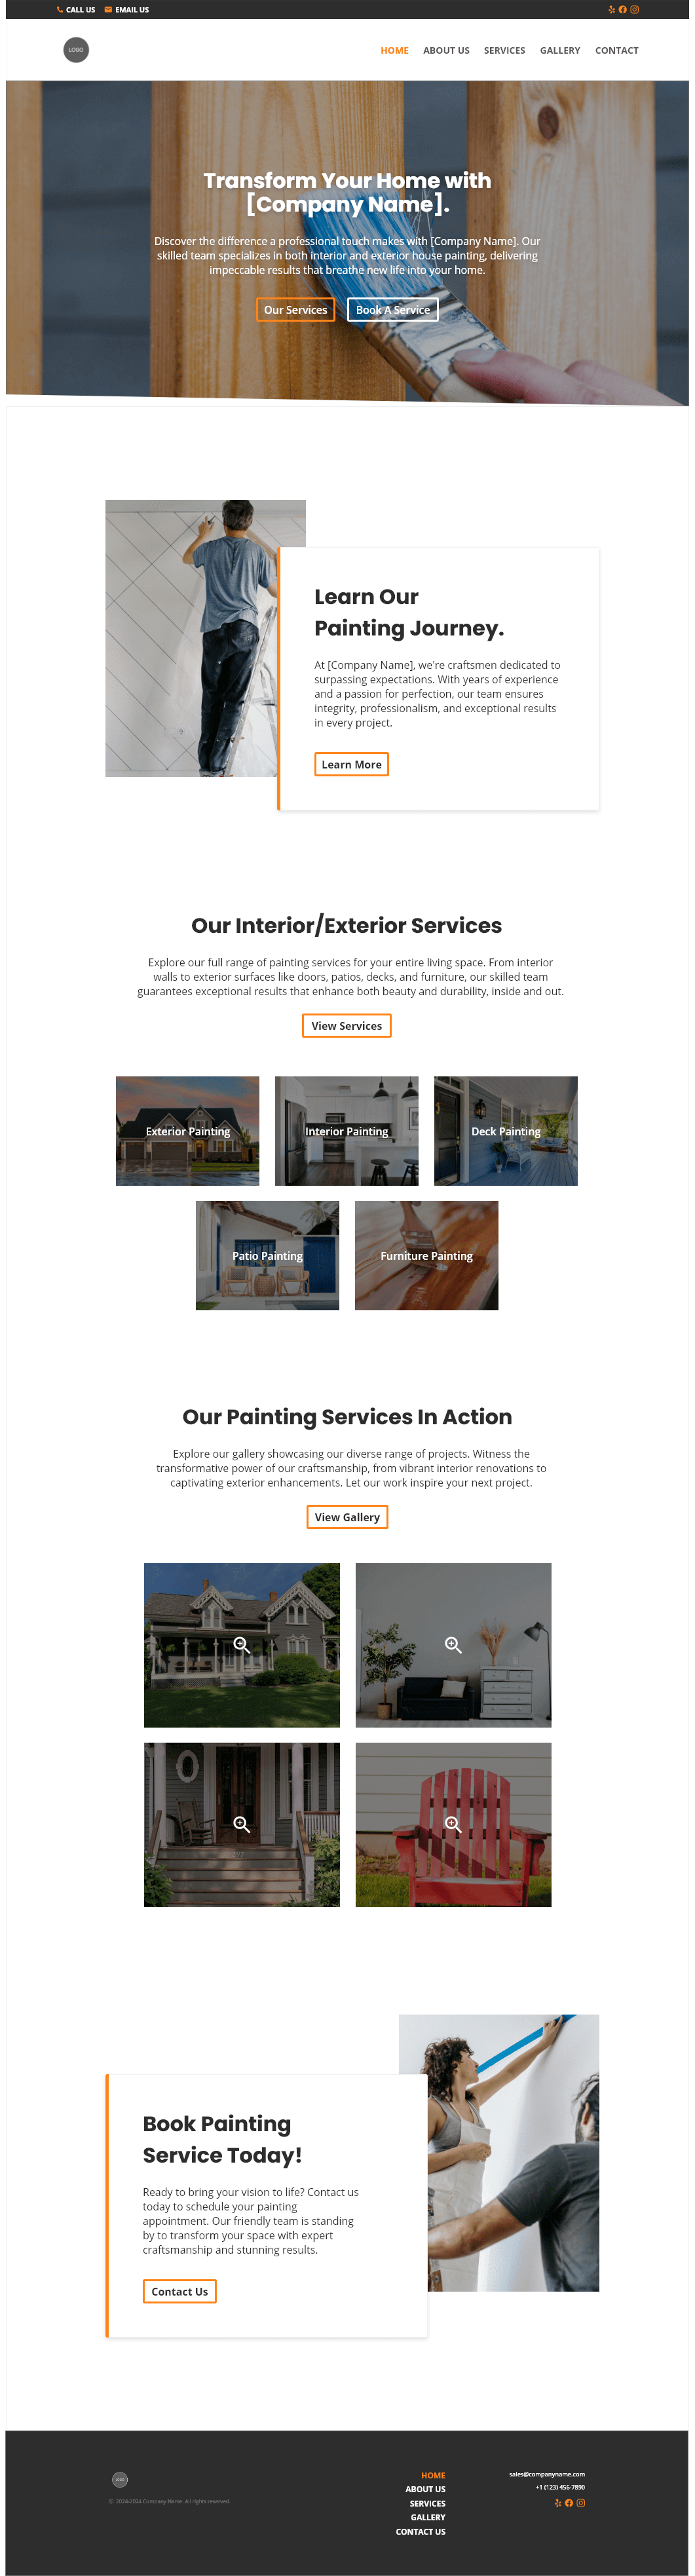 CALL US
EMAIL US
LOGO
HOME
ABOUT US
SERVICES
GALLERY
CONTACT
Transform Your Home with
[Company Name].
Discover the difference a professional touch makes with [Company Name]. Our
skilled team specializes in both interior and exterior house painting, delivering
impeccable results that breathe new life into your home.
Our Services
Book A Service
Learn Our
Painting Journey.
At [Company Name], we're craftsmen dedicated to
surpassing expectations. With years of experience
and a passion for perfection, our team ensures
integrity, professionalism, and exceptional results
in every project.
Learn More
Our Interior/Exterior Services
Explore our full range of painting services for your entire living space. From interior
walls to exterior surfaces like doors, patios, decks, and furniture, our skilled team
guarantees exceptional results that enhance both beauty and durability, inside and out.
View Services
Exterior Painting
Interior Painting
Deck Painting
Patio Painting
Furniture Painting
Our Painting Services In Action
Explore our gallery showcasing our diverse range of projects. Witness the
transformative power of our craftsmanship, from vibrant interior renovations to
captivating exterior enhancements. Let our work inspire your next project.
View Gallery
Book Painting
Service Today!
Ready to bring your vision to life? Contact us
today to schedule your painting
appointment. Our friendly team is standing
by to transform your space with expert
craftsmanship and stunning results.
Contact Us
LOGO
© 2024-2024 Company Name. All rights reserved.
HOME
ABOUT US
SERVICES
GALLERY
CONTACT US
sales@companyname.com
+1 (123) 456-7890